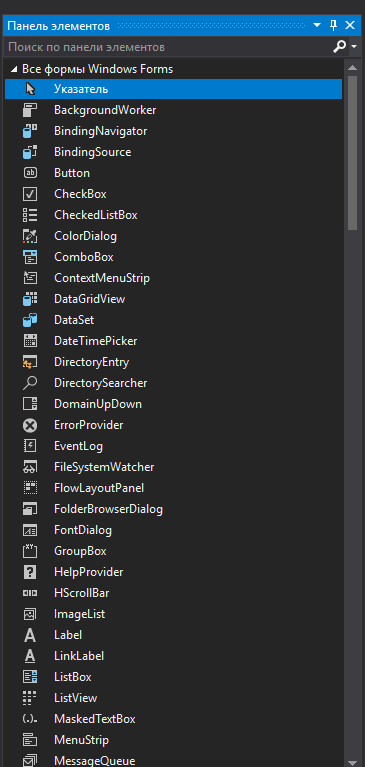 Панель элементов
Поиск по панели элементов
Все формы Windows Forms
Указатель
BackgroundWorker
BindingNavigator
BindingSource
Button
CheckBox
CheckedListBox
ColorDialog
ComboBox
ContextMenuStrip
DataGridView
DataSet
DateTimePicker
DirectoryEntry
DirectorySearcher
DomainUpDown
ErrorProvider
EventLog
FileSystemWatcher
FlowLayoutPanel
FolderBrowserDialog
FontDialog
GroupBox
HelpProvider
HScrollBar
ImageList
Label
LinkLabel
ListBox
ListView
MaskedTextBox
MenuStrip
MessageQueue